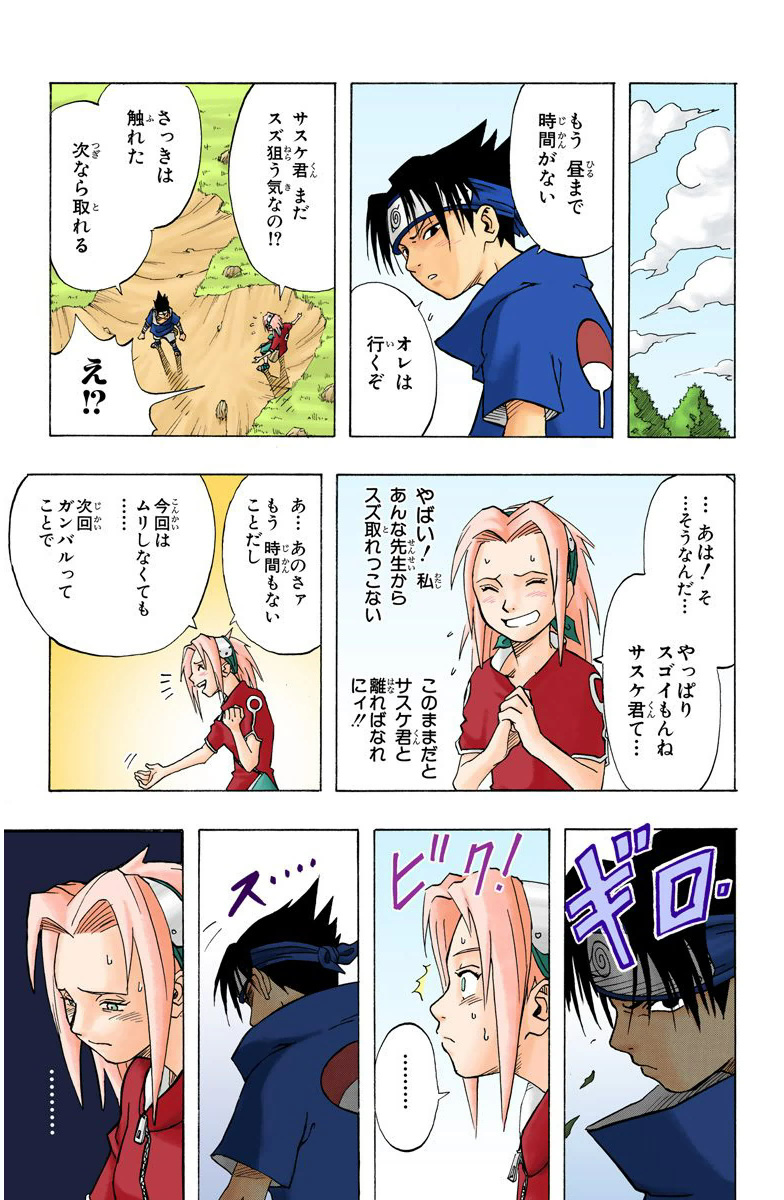 もう 昼まで
時間がない
オレは
行くぞ
サスケ君 まだ
スズ狙う気なの!?
さっきは
触れた
次なら取れる
え!?
…あは!そ
…そうなんだ…
やっぱり
スゴイもんね
サスケ君て…
やばい! 私
あんな先生から
スズ取れっこない
このままだと
サスケ君と
離ればなれ
にィ!!
あ…あのさァ
もう 時間もない
ことだし
今回は
ムリしなくても
……
次回
ガンバルって
ことで
ギロ.
ビク!
………
ス....
………